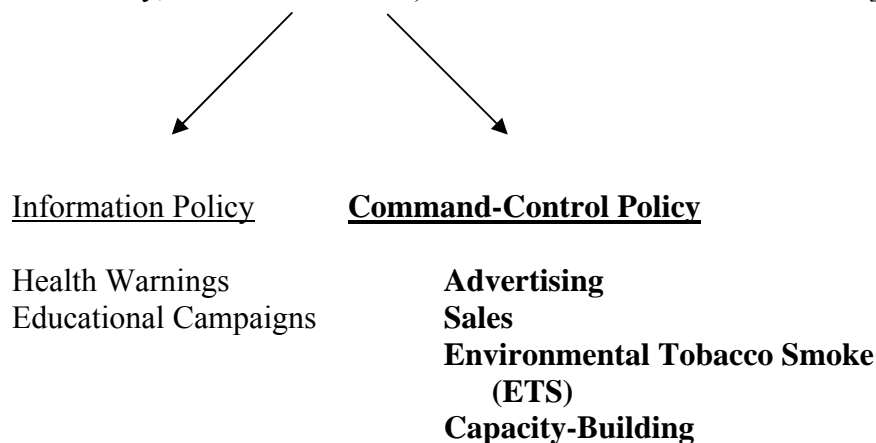 Information Policy Command-Control Policy
Health Warnings Advertising
Educational Campaigns Sales
Environmental Tobacco Smoke
(ETS)
Capacity-Building